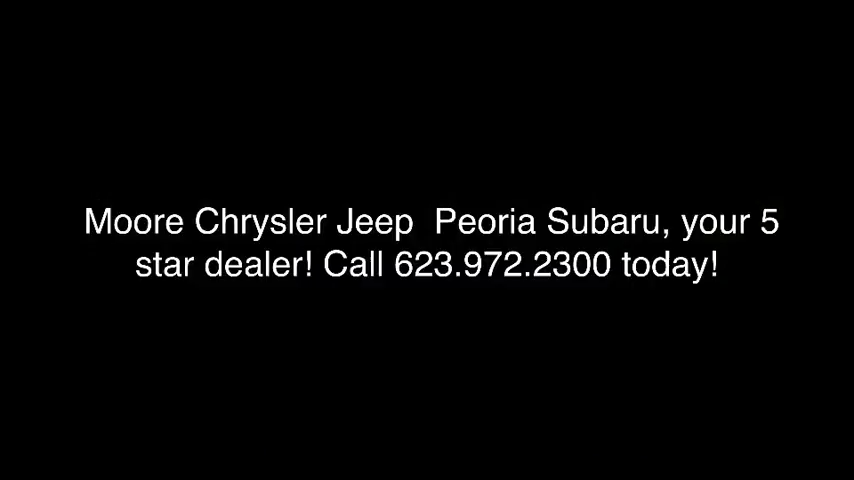 Moore Chrysler Jeep  Peoria Subaru, your 5
star dealer! Call 623.972.2300 today!